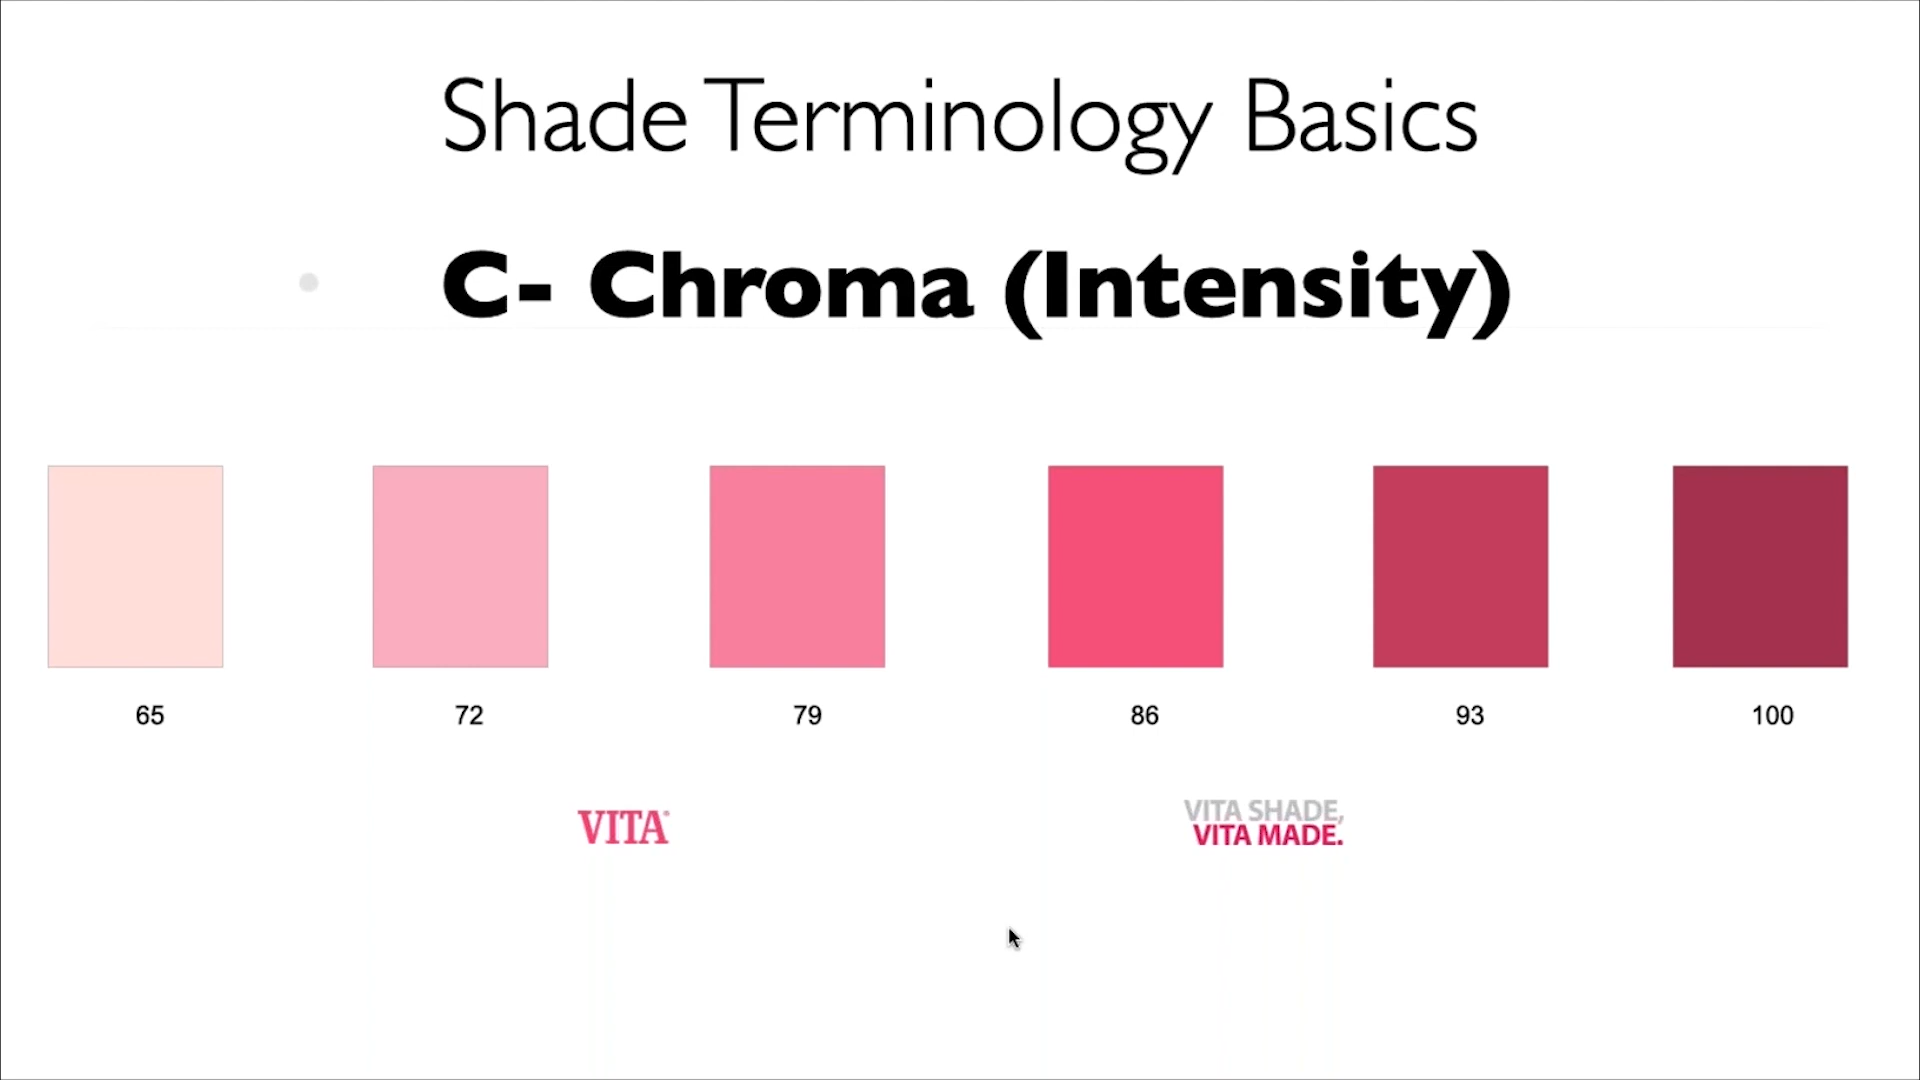 Shade Terminology Basics
C- Chroma (Intensity)
65 72 79 86 93 100
VITA®
VITA SHADE,
VITA MADE.